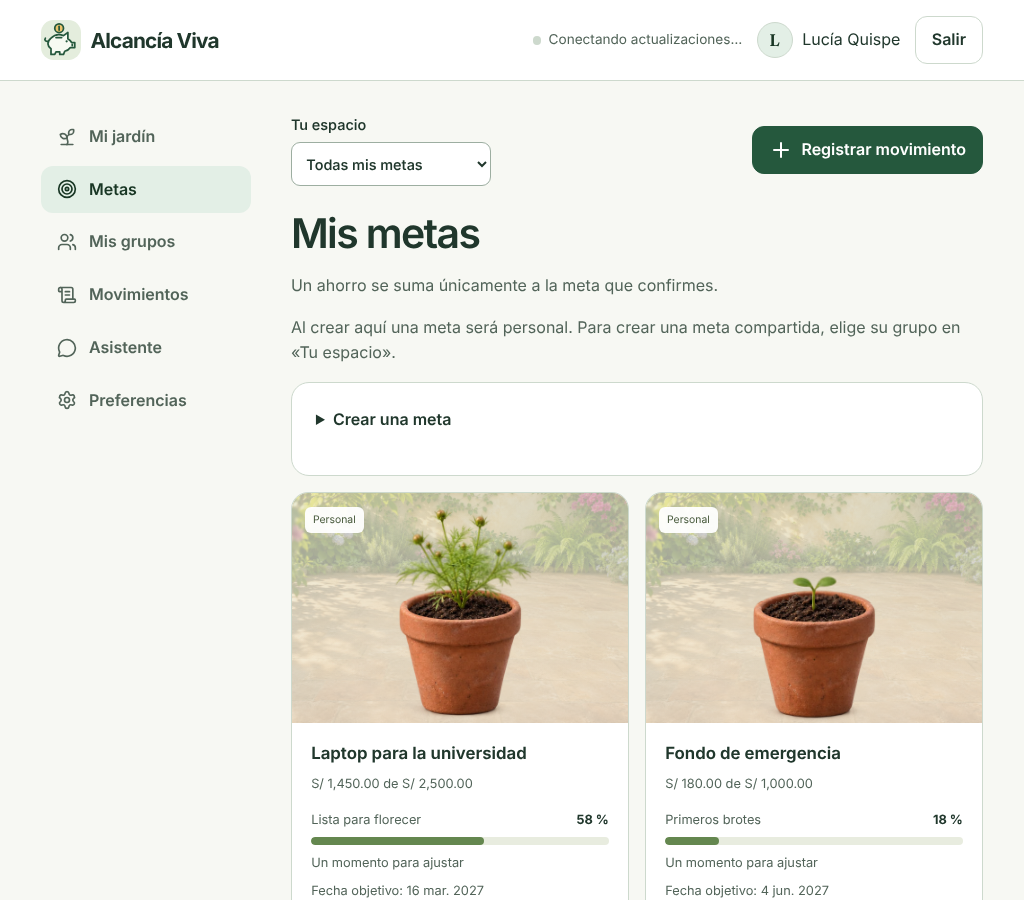 Alcancía Viva
Conectando actualizaciones...
L
Lucía Quispe
Salir
Mi jardín
Metas
Mis grupos
Movimientos
Asistente
Preferencias
Tu espacio
Todas mis metas
Registrar movimiento
Mis metas
Un ahorro se suma únicamente a la meta que confirmes.
Al crear aquí una meta será personal. Para crear una meta compartida, elige su grupo en
«Tu espacio».
Crear una meta
Personal
Laptop para la universidad
S/ 1,450.00 de S/ 2,500.00
Lista para florecer 58 %
Un momento para ajustar
Fecha objetivo: 16 mar. 2027
Personal
Fondo de emergencia
S/ 180.00 de S/ 1,000.00
Primeros brotes 18 %
Un momento para ajustar
Fecha objetivo: 4 jun. 2027